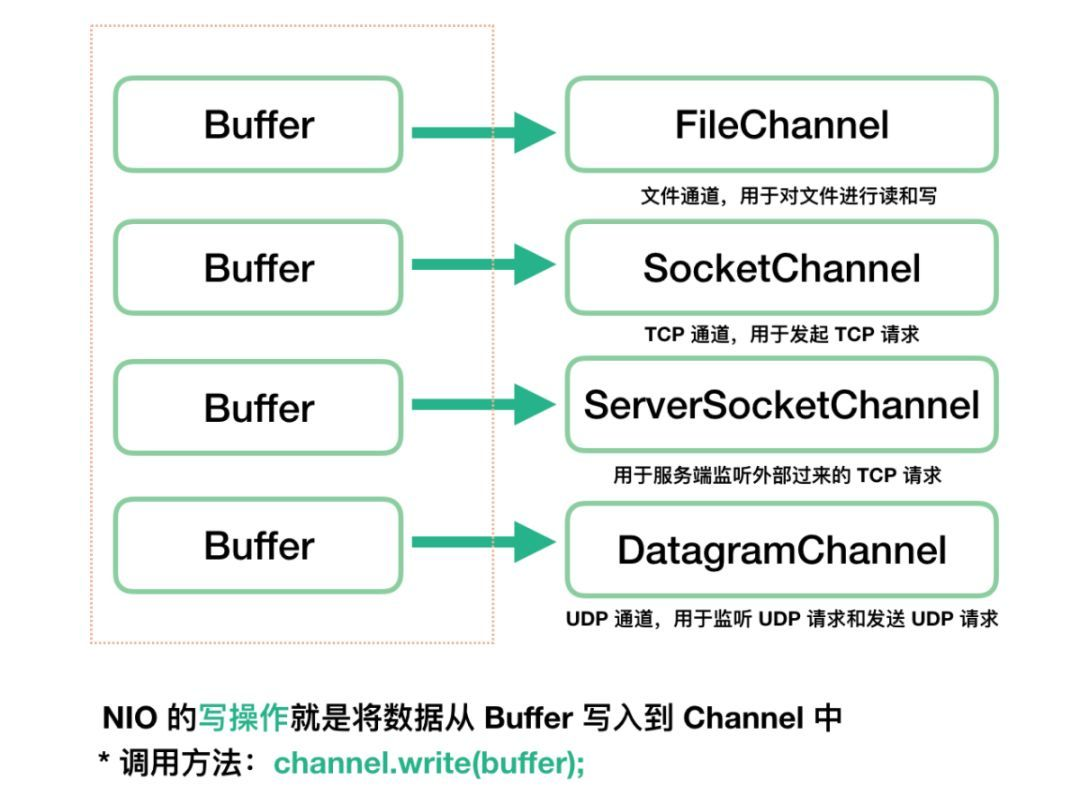 Buffer
FileChannel
文件通道，用于对文件进行读和写
Buffer
SocketChannel
TCP 通道，用于发起 TCP 请求
Buffer
ServerSocketChannel
用于服务端监听外部过来的 TCP 请求
Buffer
DatagramChannel
UDP 通道，用于监听 UDP 请求和发送 UDP 请求
NIO 的写操作就是将数据从 Buffer 写入到 Channel 中
* 调用方法：channel.write(buffer);